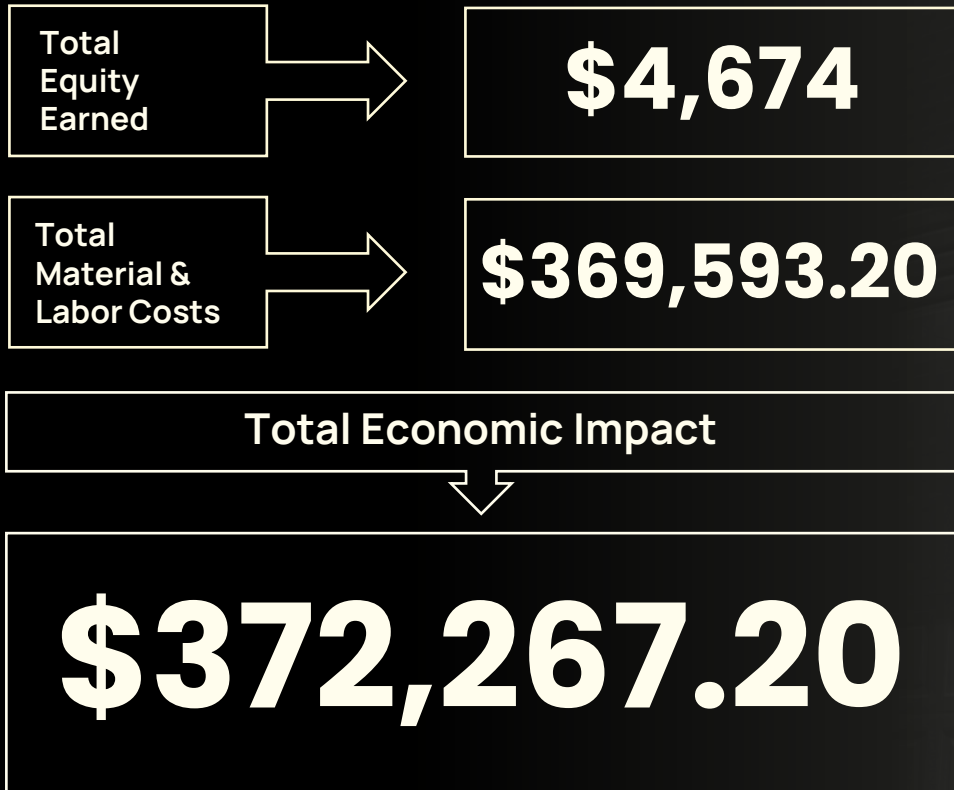 Total
Equity
Earned
$4,674
Total
Material &
Labor Costs
$369,593.20
Total Economic Impact
$372,267.20